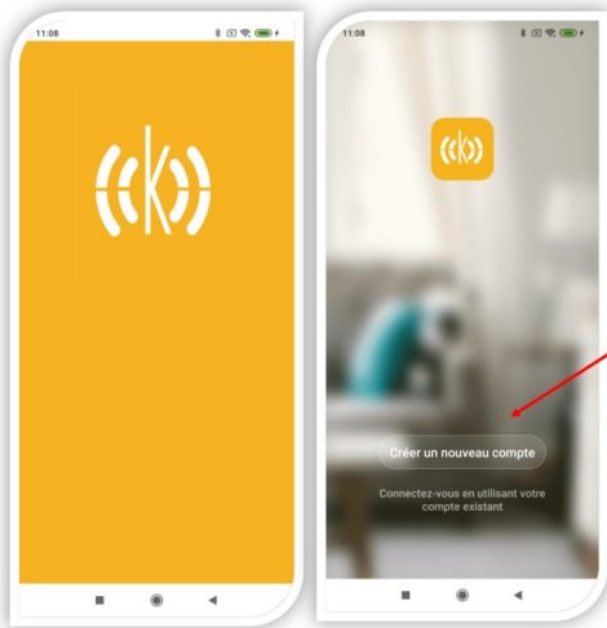 11:08
k
11:08
k
Créer un nouveau compte
Connectez-vous en utilisant votre
compte existant